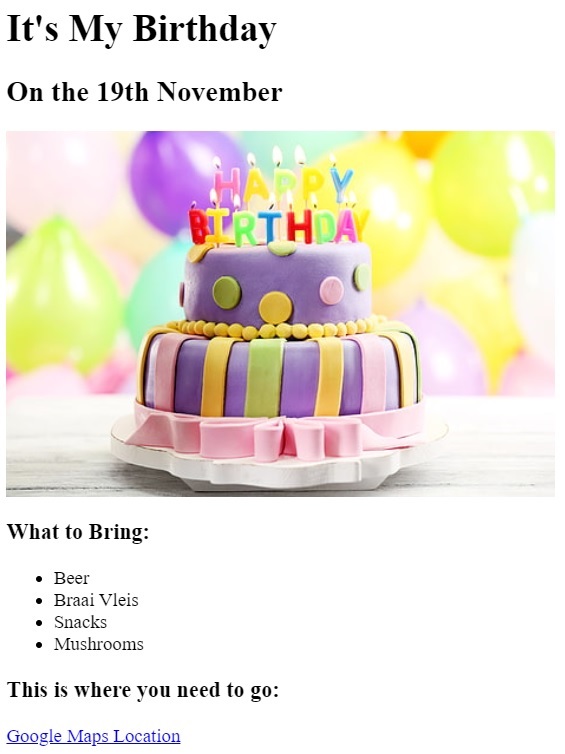 It's My Birthday
On the 19th November
HAPPY
BIRTHDAY
What to Bring:
Beer
Braai Vleis
Snacks
Mushrooms
This is where you need to go:
Google Maps Location